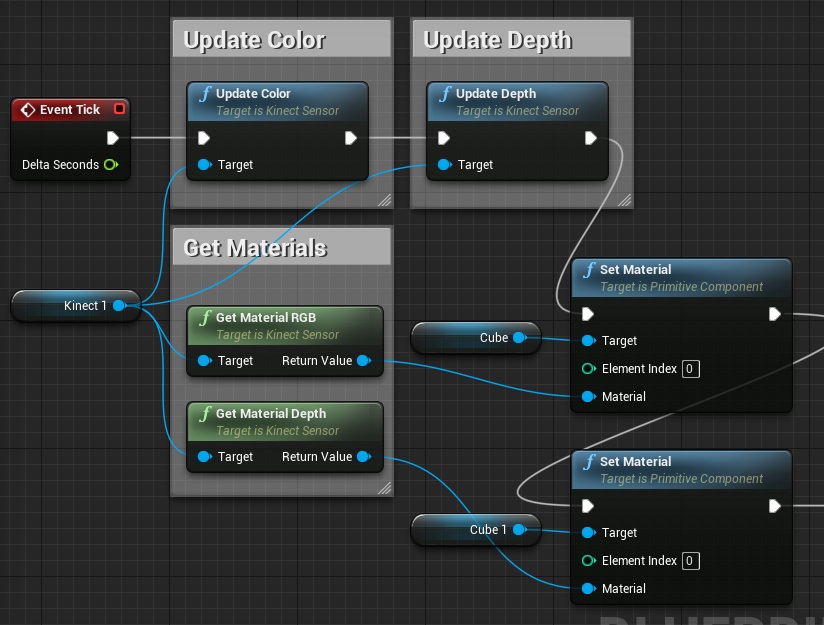 Update Color
Update Depth
Update Color
Target is Kinect Sensor
Update Depth
Target is Kinect Sensor
Event Tick
Delta Seconds
Target
Target
Get Materials
Kinect 1
Get Material RGB
Target is Kinect Sensor
Target Return Value
Get Material Depth
Target is Kinect Sensor
Target Return Value
Cube
Set Material
Target is Primitive Component
Target
Element Index 0
Material
Cube 1
Set Material
Target is Primitive Component
Target
Element Index 0
Material